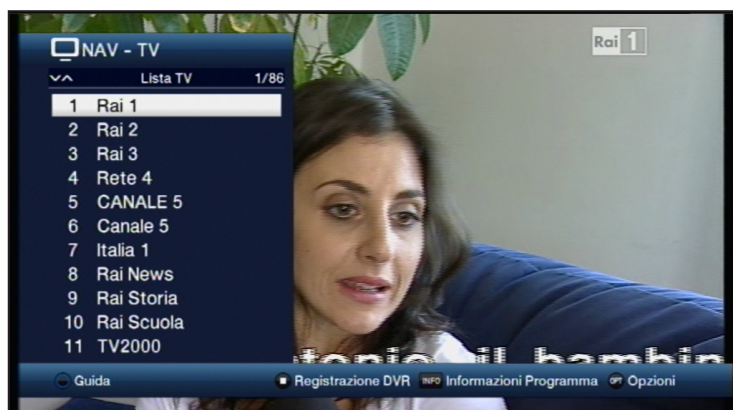 NAV - TV
Rai 1
Lista TV 1/86
1 Rai 1
2 Rai 2
3 Rai 3
4 Rete 4
5 CANALE 5
6 Canale 5
7 Italia 1
8 Rai News
9 Rai Storia
10 Rai Scuola
11 TV2000
il bambin
Guida
Registrazione DVR INFO Informazioni Programma OPT Opzioni